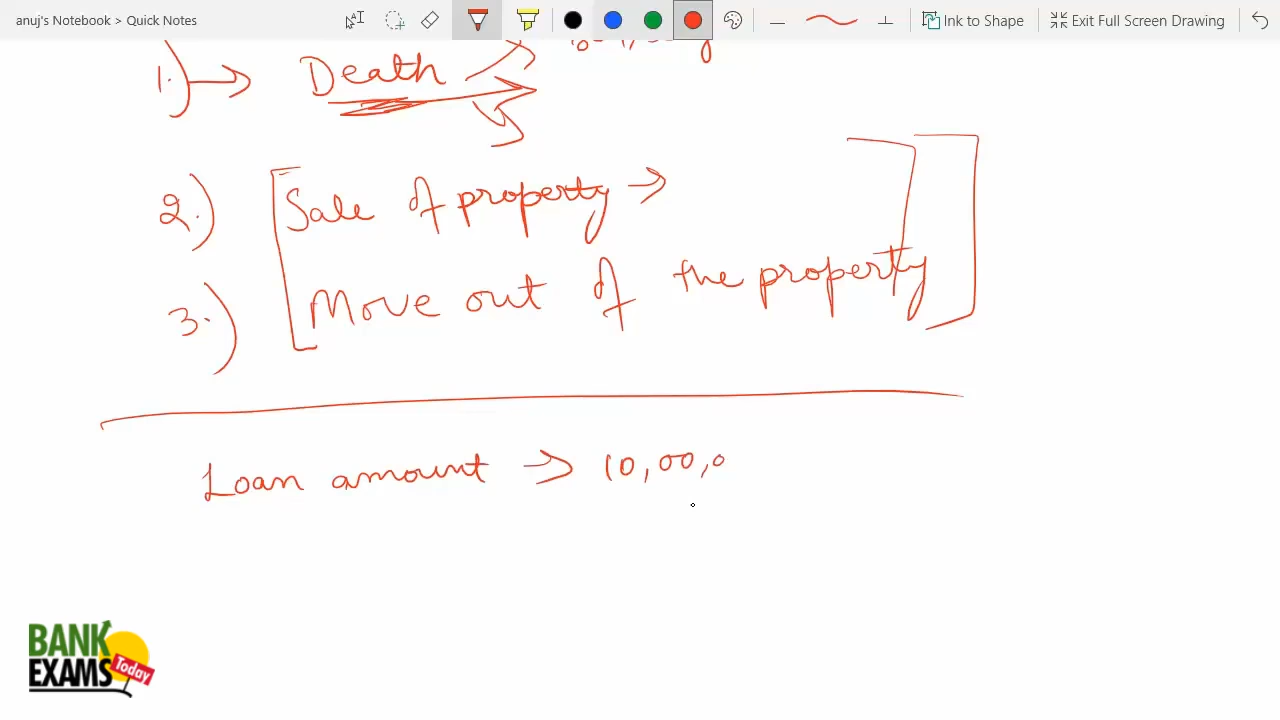 anuj's Notebook > Quick Notes
Ink to Shape
Exit Full Screen Drawing
1.) → Death
2.) Sale of property →
3.) Move out of the property
Loan amount → 10,00,0
BANK
EXAMS
Today